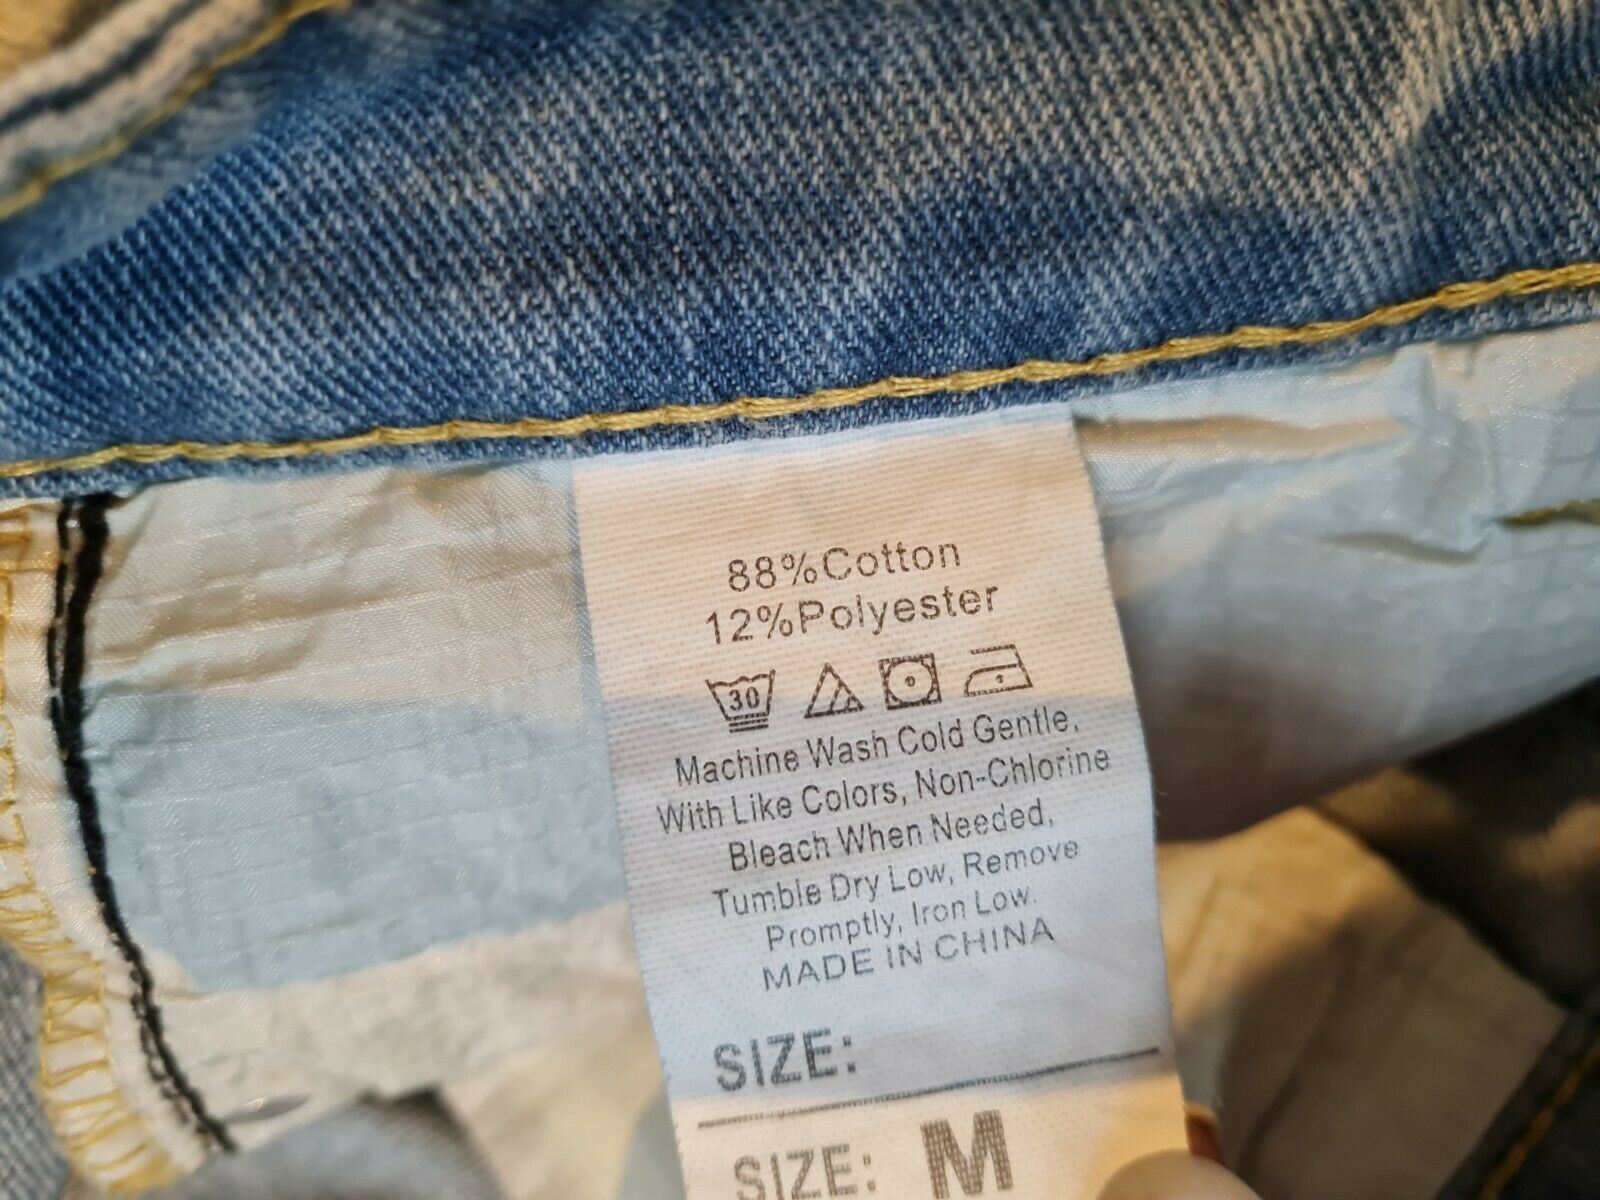 88%Cotton
12%Polyester
30
Machine Wash Cold Gentle,
With Like Colors, Non-Chlorine
Bleach When Needed,
Tumble Dry Low, Remove
Promptly, Iron Low.
MADE IN CHINA
SIZE:
SIZE: M